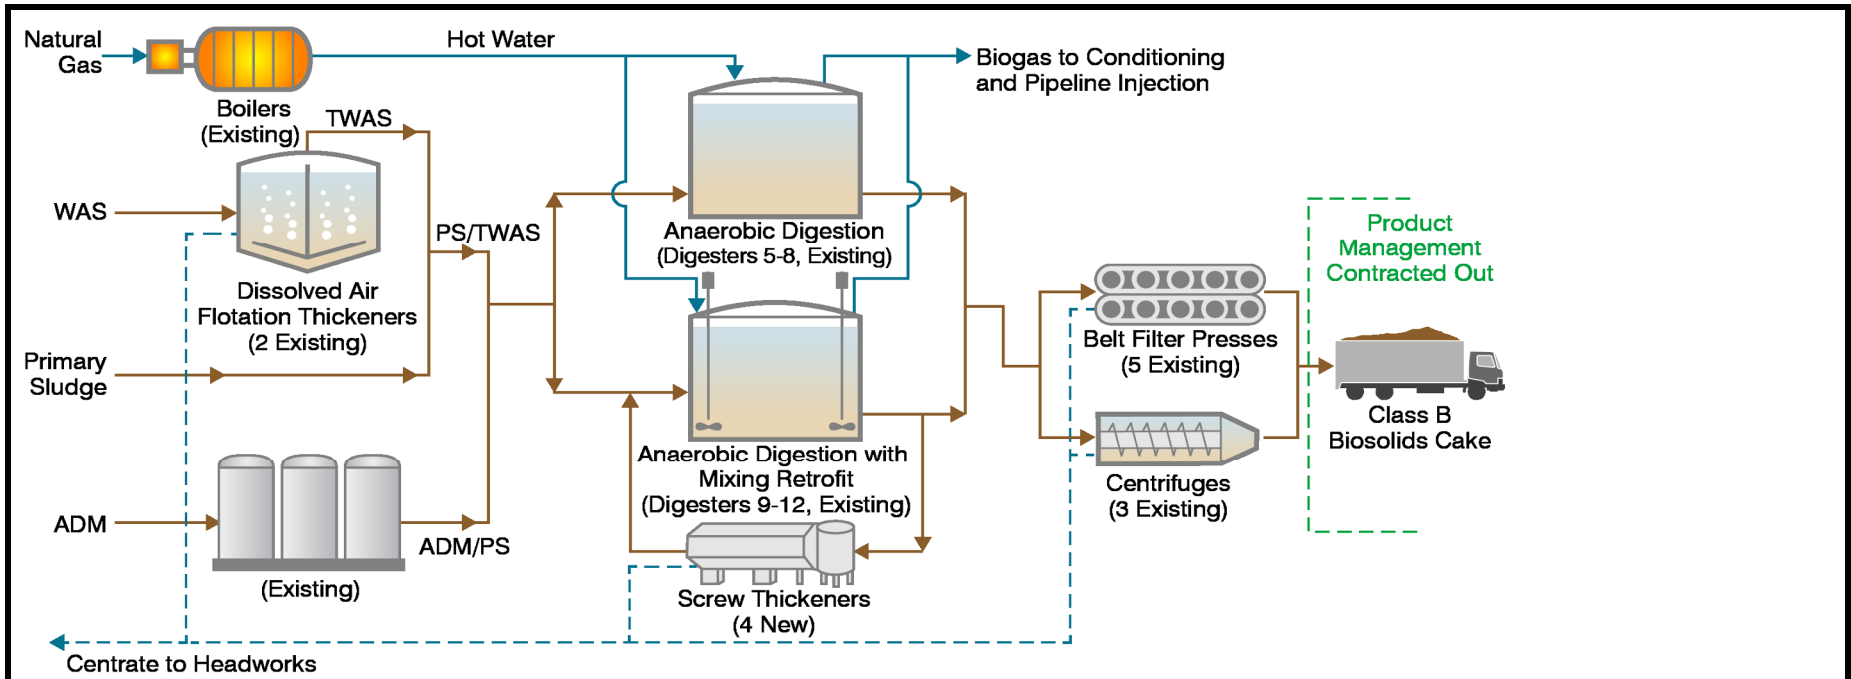 Natural
Gas
Hot Water
Biogas to Conditioning
and Pipeline Injection
Boilers
(Existing)
TWAS
WAS
PS/TWAS
Anaerobic Digestion
(Digesters 5-8, Existing)
Product
Management
Contracted Out
Dissolved Air
Flotation Thickeners
(2 Existing)
Primary
Sludge
Belt Filter Presses
(5 Existing)
Class B
Biosolids Cake
Anaerobic Digestion with
Mixing Retrofit
(Digesters 9-12, Existing)
Centrifuges
(3 Existing)
ADM
ADM/PS
(Existing)
Screw Thickeners
(4 New)
Centrate to Headworks